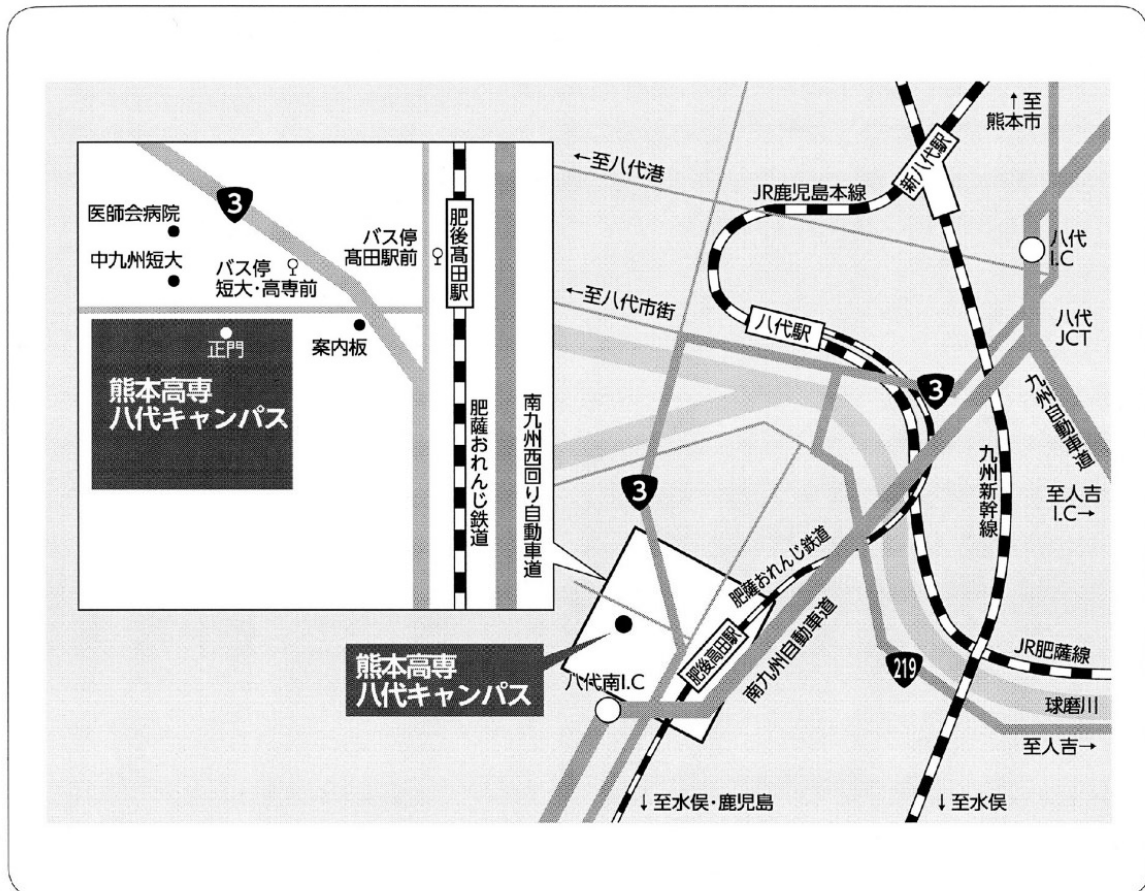 ↑至
熊本市
新八代駅
←至八代港
JR鹿児島本線
八代
I.C
3
医師会病院
中九州短大
バス停
短大・高専前
バス停
髙田駅前
肥後髙田駅
正門
案内板
熊本高専
八代キャンパス
肥薩おれんじ鉄道
南九州西回り自動車道
←至八代市街
八代駅
八代
JCT
3
九州自動車道
九州新幹線
至人吉
I.C→
3
肥薩おれんじ鉄道
肥後高田駅
南九州自動車道
熊本高専
八代キャンパス
八代南I.C
219
JR肥薩線
球磨川
至人吉→
↓至水俣・鹿児島
↓至水俣